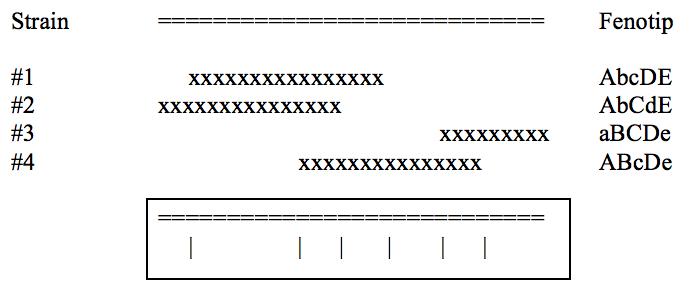 Strain ============================ Fenotip
#1 xxxxxxxxxxxxxxxx AbcDE
#2 xxxxxxxxxxxxxxx AbCdE
#3 xxxxxxxxx aBCDe
#4 xxxxxxxxxxxxxxx ABcDe
============================
| | | | | |